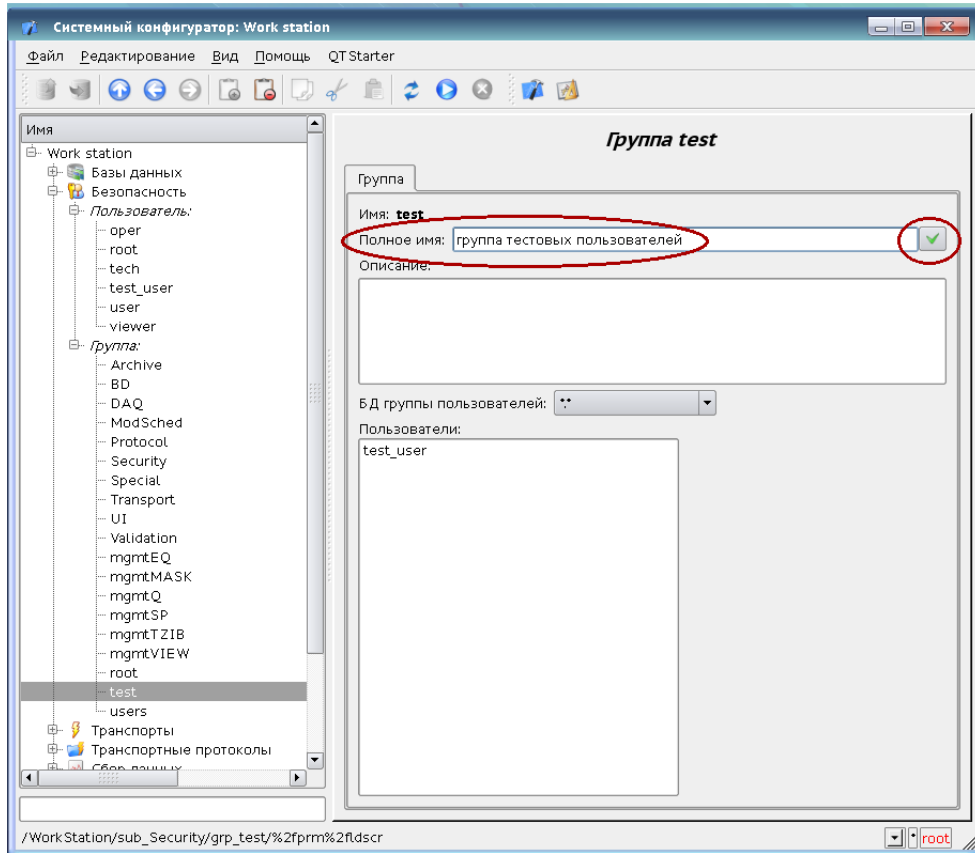 Системный конфигуратор: Work station
Файл Редактирование Вид Помощь QTStarter
Имя
Work station
Базы данных
Безопасность
Пользователь:
oper
root
tech
test_user
user
viewer
Группа:
Archive
BD
DAQ
ModSched
Protocol
Security
Special
Transport
UI
Validation
mgmtEQ
mgmtMASK
mgmtQ
mgmtSP
mgmtTZIB
mgmtVIEW
root
test
users
Транспорты
Транспортные протоколы
Сбор данных
Группа test
Группа
Имя: test
Полное имя: группа тестовых пользователей
Описание:
БД группы пользователей: *.*
Пользователи:
test_user
/WorkStation/sub_Security/grp_test/%2fprm%2fldscr
* root